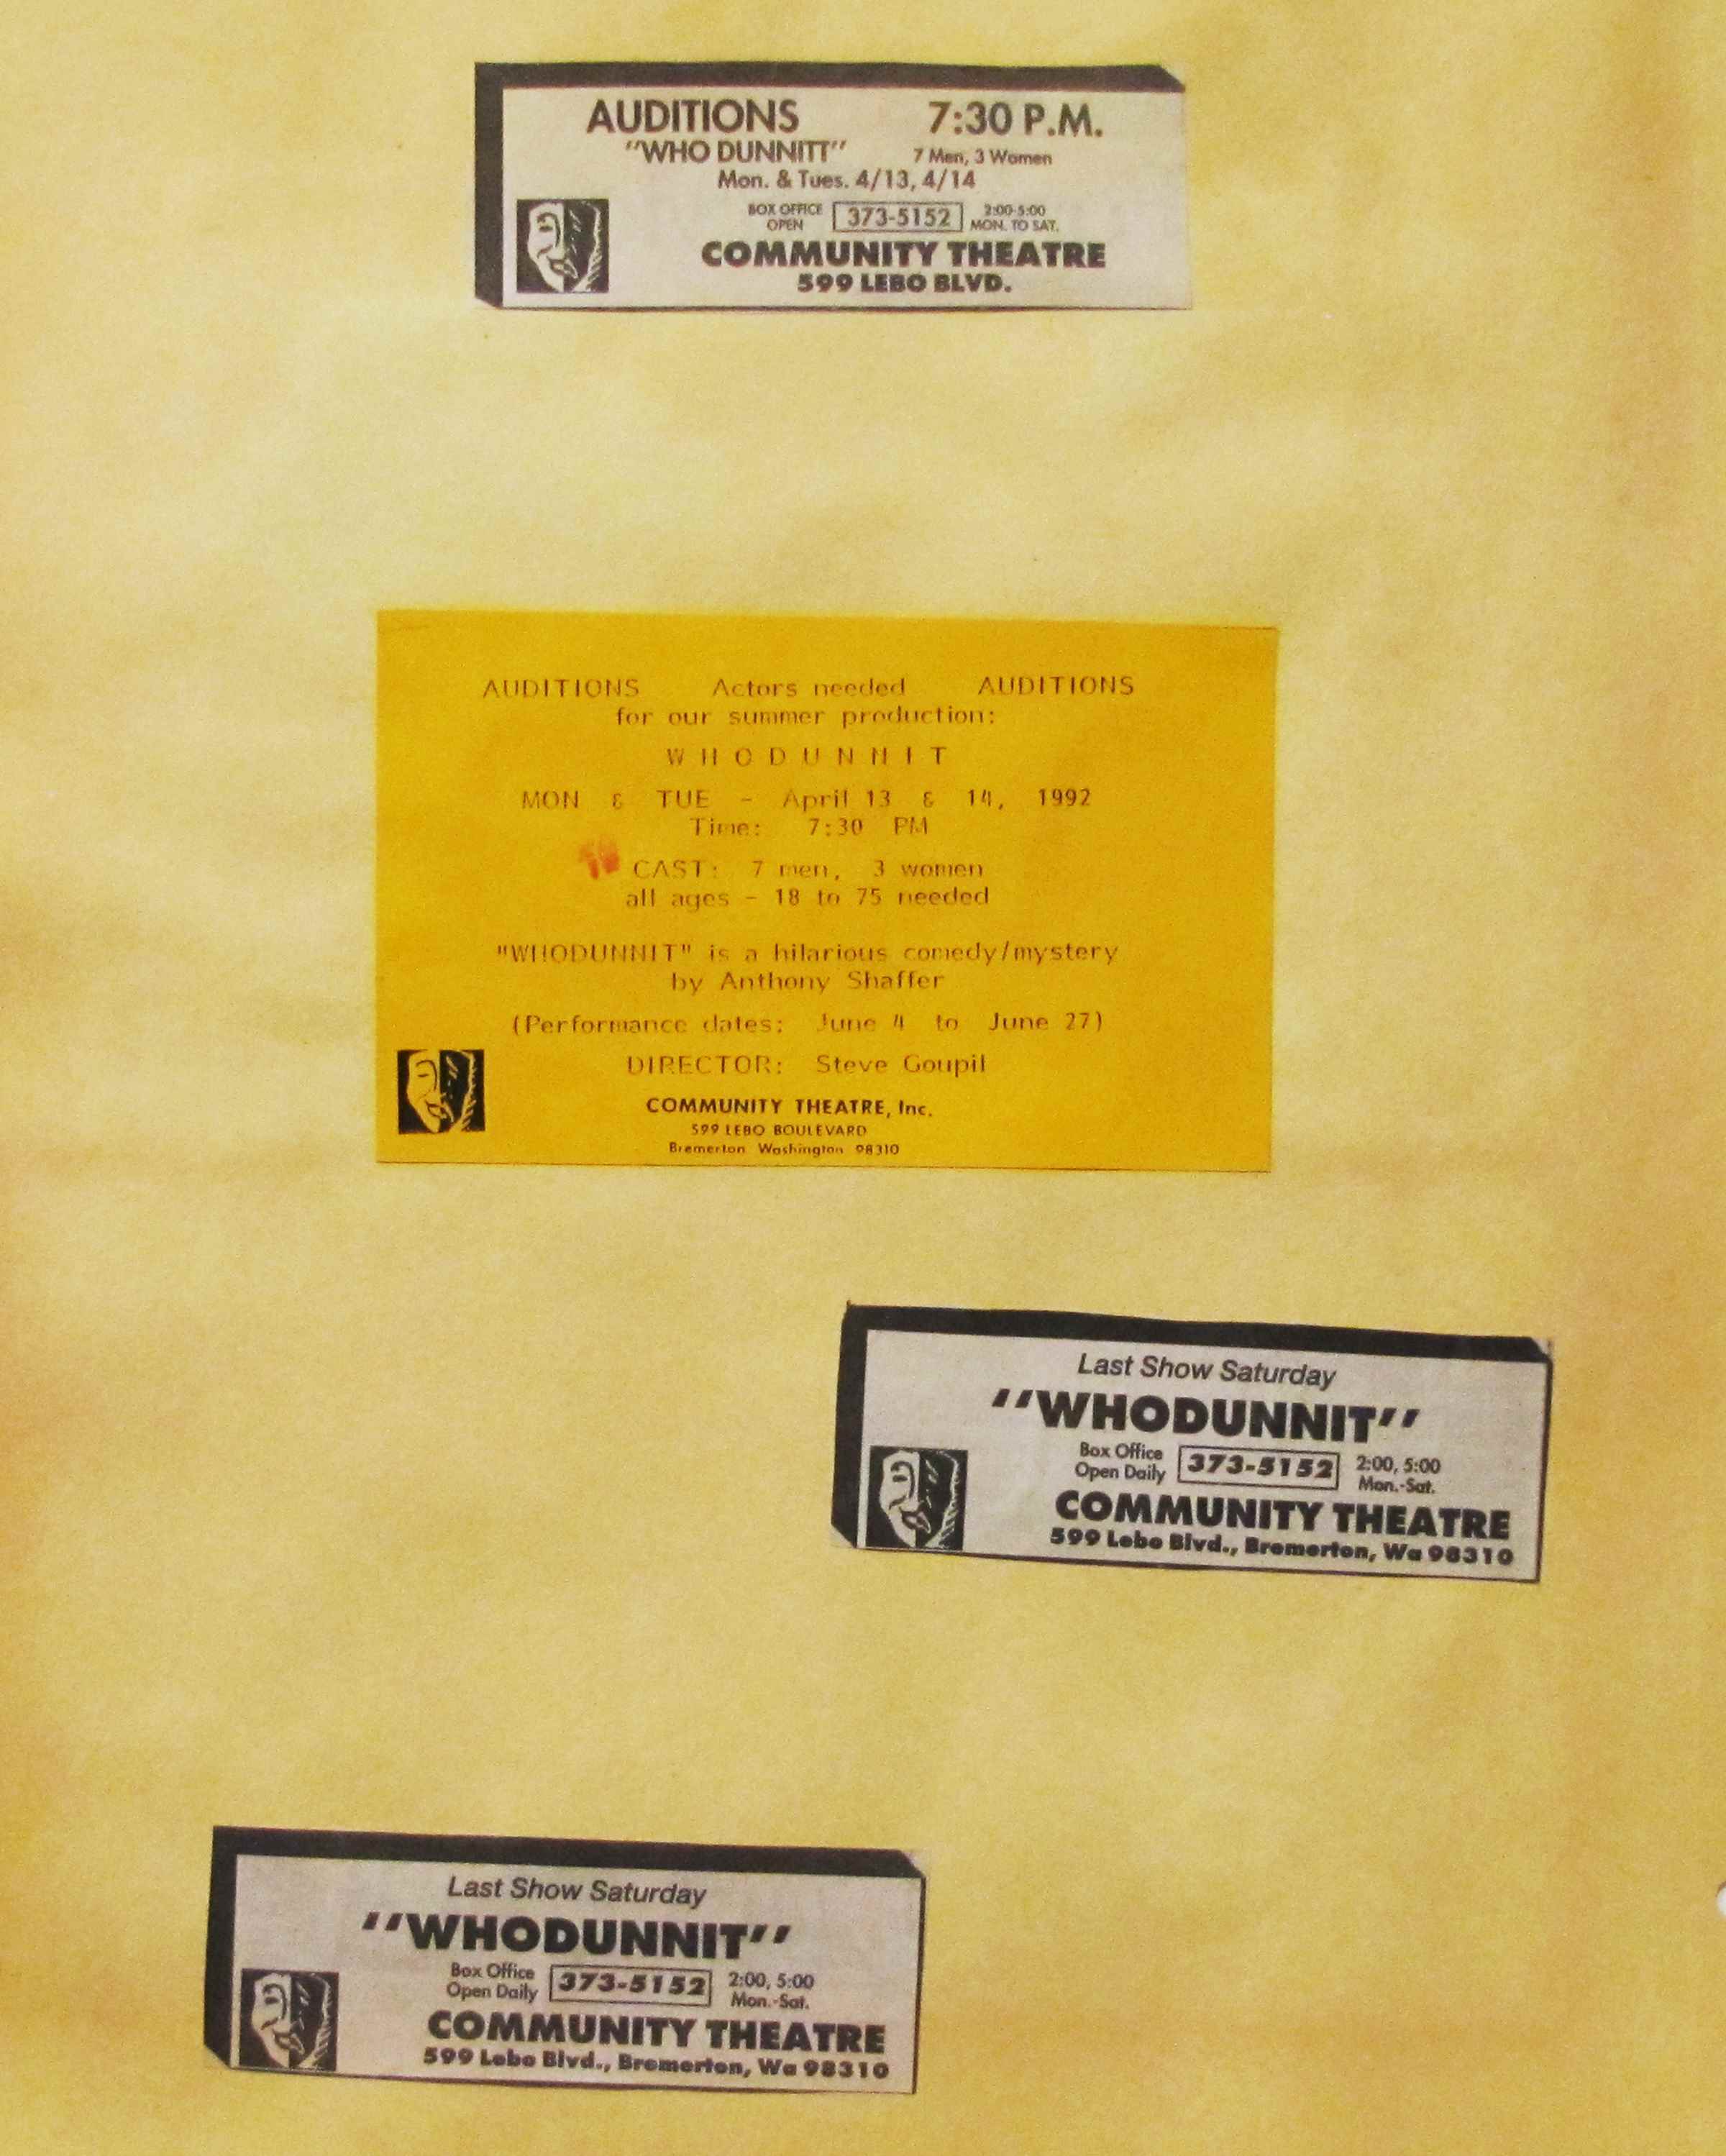 AUDITIONS 7:30 P.M.
"WHO DUNNITT" 7 Men, 3 Women
Mon. & Tues. 4/13, 4/14
BOX OFFICE OPEN 373-5152 2:00-5:00 MON. TO SAT.
COMMUNITY THEATRE
599 LEBO BLVD.
AUDITIONS Actors needed AUDITIONS
for our summer production:
W H O D U N N I T
MON & TUE - April 13 & 14, 1992
Time: 7:30 PM
CAST: 7 men, 3 women
all ages - 18 to 75 needed
"WHODUNNIT" is a hilarious comedy/mystery
by Anthony Shaffer
(Performance dates: June 4 to June 27)
DIRECTOR: Steve Goupil
COMMUNITY THEATRE, Inc.
599 LEBO BOULEVARD
Bremerton Washington 98310
Last Show Saturday
"WHODUNNIT"
Box Office Open Daily 373-5152 2:00, 5:00 Mon.-Sat.
COMMUNITY THEATRE
599 Lebo Blvd., Bremerton, Wa 98310
Last Show Saturday
"WHODUNNIT"
Box Office Open Daily 373-5152 2:00, 5:00 Mon.-Sat.
COMMUNITY THEATRE
599 Lebo Blvd., Bremerton, Wa 98310